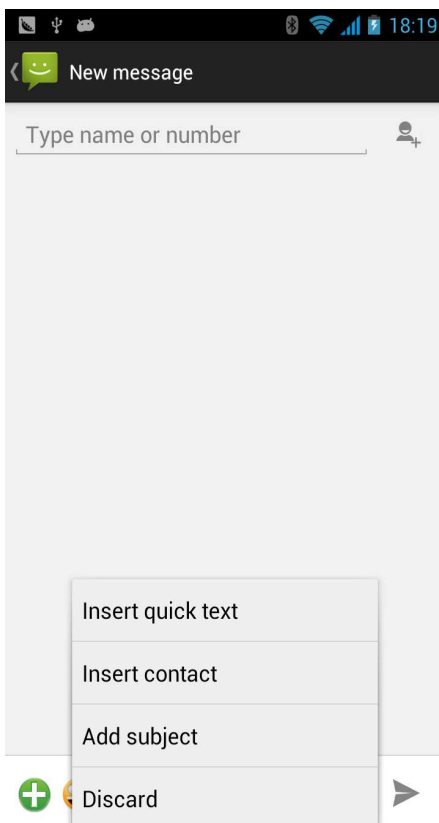 18:19
New message
Type name or number
Insert quick text
Insert contact
Add subject
Discard